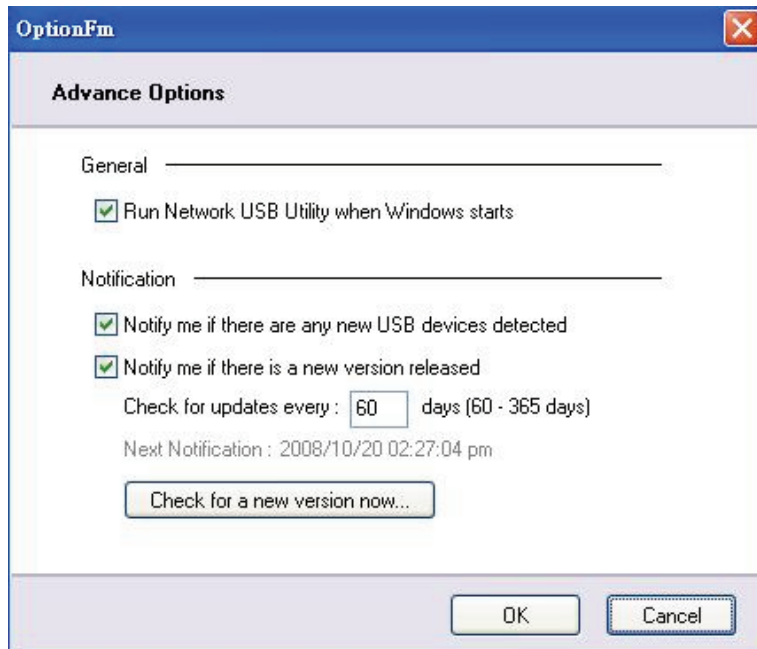 OptionFm
Advance Options
General
Run Network USB Utility when Windows starts
Notification
Notify me if there are any new USB devices detected
Notify me if there is a new version released
Check for updates every : 60 days (60 - 365 days)
Next Notification : 2008/10/20 02:27:04 pm
Check for a new version now...
OK Cancel